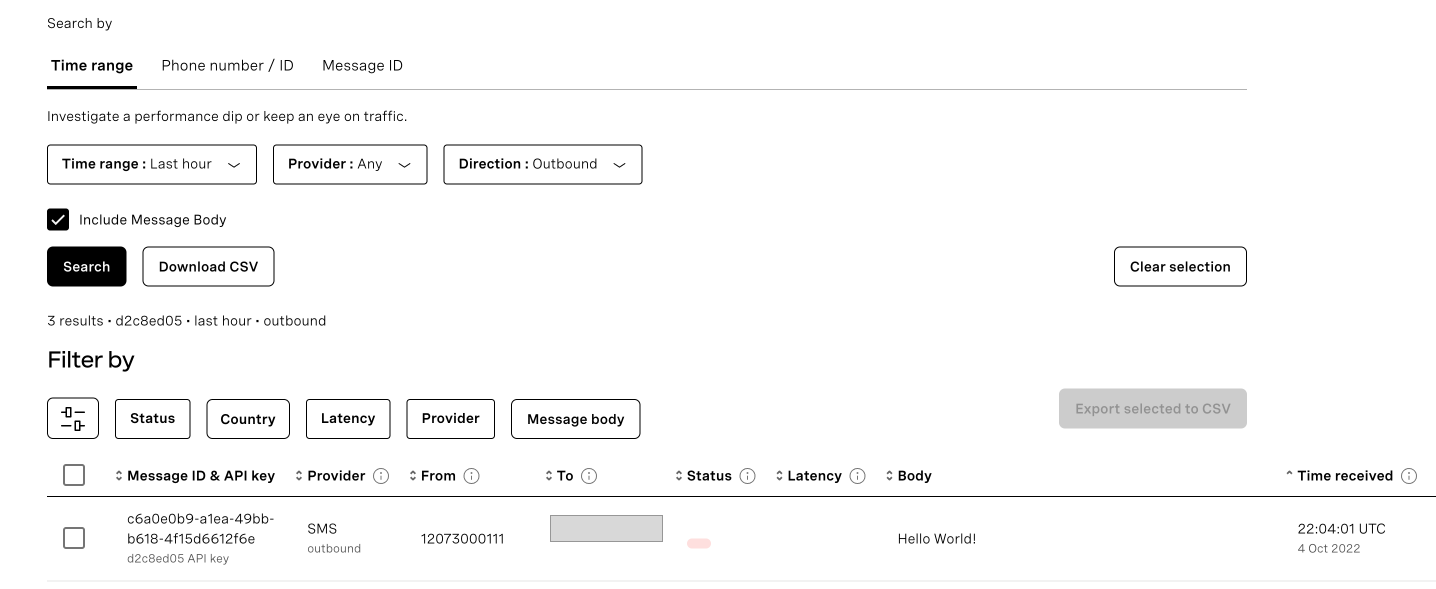 Search by
Time range Phone number / ID Message ID
Investigate a performance dip or keep an eye on traffic.
Time range : Last hour Provider : Any Direction : Outbound
Include Message Body
Search Download CSV Clear selection
3 results • d2c8ed05 • last hour • outbound
Filter by
Status Country Latency Provider Message body Export selected to CSV
Message ID & API key Provider From To Status Latency Body Time received
c6a0e0b9-a1ea-49bb-
b618-4f15d6612f6e
d2c8ed05 API key
SMS
outbound
12073000111
Hello World!
22:04:01 UTC
4 Oct 2022